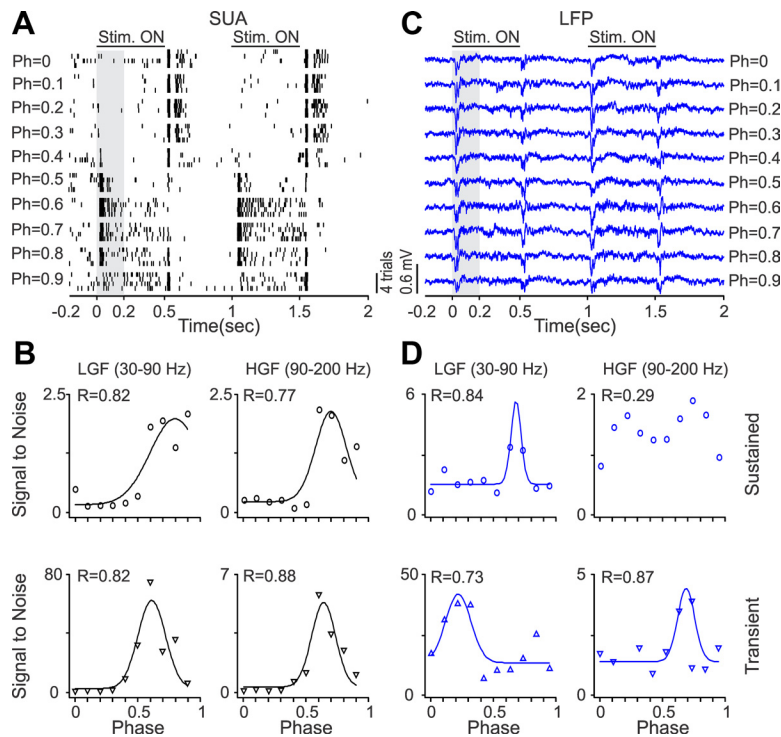 A
SUA
Stim. ON
Stim. ON
Ph=0
Ph=0.1
Ph=0.2
Ph=0.3
Ph=0.4
Ph=0.5
Ph=0.6
Ph=0.7
Ph=0.8
Ph=0.9
4 trials
-0.2 0 0.2 0.5 1 1.5 2
Time(sec)
C
LFP
Stim. ON
Stim. ON
Ph=0
Ph=0.1
Ph=0.2
Ph=0.3
Ph=0.4
Ph=0.5
Ph=0.6
Ph=0.7
Ph=0.8
Ph=0.9
0.6 mV
-0.2 0 0.2 0.5 1 1.5 2
Time(sec)
B
LGF (30-90 Hz)
HGF (90-200 Hz)
Signal to Noise
2.5
0
R=0.82
2.5
0
R=0.77
Signal to Noise
80
0
R=0.82
7
0
R=0.88
0 0.5 1
0 0.5 1
Phase
Phase
D
LGF (30-90 Hz)
HGF (90-200 Hz)
6
0
R=0.84
2
0
R=0.29
Sustained
50
0
R=0.73
5
0
R=0.87
Transient
0 0.5 1
0 0.5 1
Phase
Phase